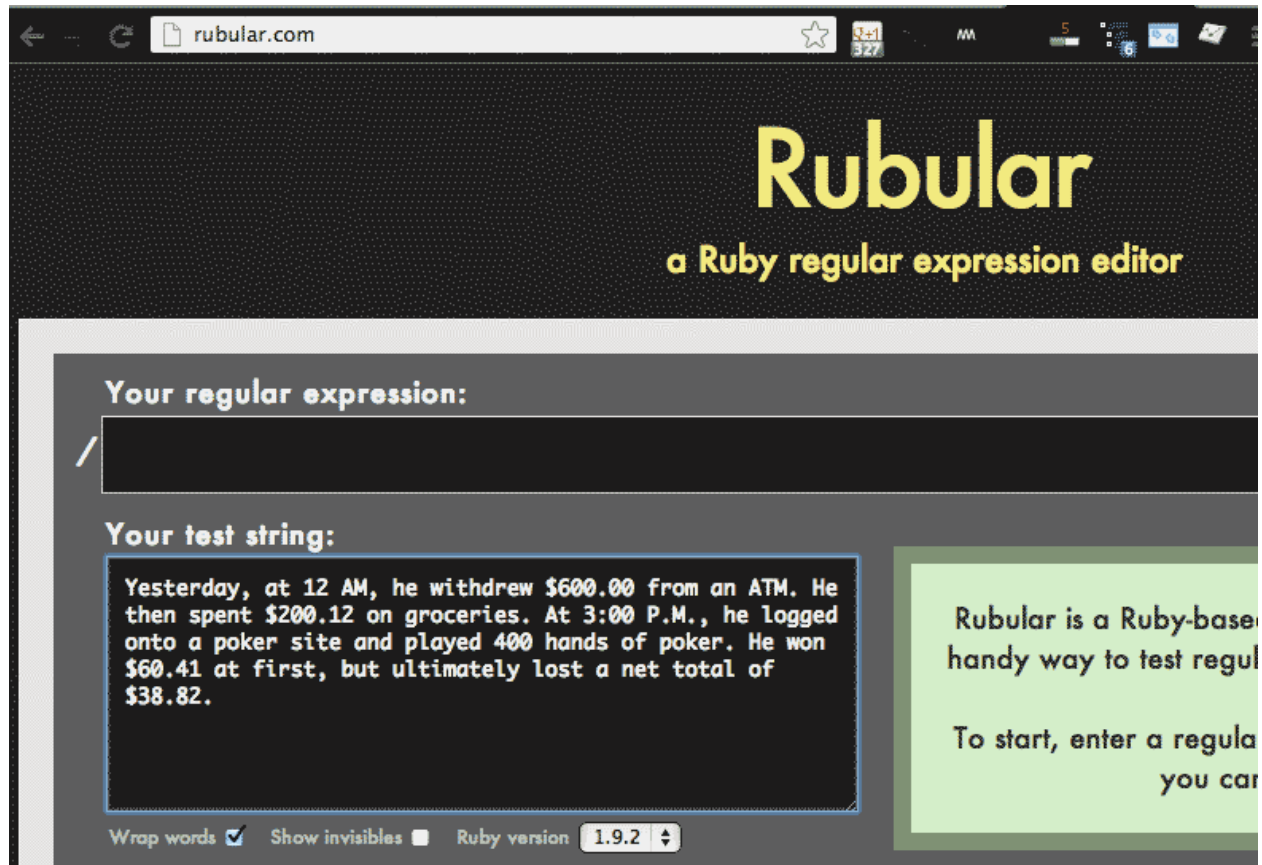 rubular.com
+1
327
5
6
Rubular
a Ruby regular expression editor
Your regular expression:
/
Your test string:
Yesterday, at 12 AM, he withdrew $600.00 from an ATM. He
then spent $200.12 on groceries. At 3:00 P.M., he logged
onto a poker site and played 400 hands of poker. He won
$60.41 at first, but ultimately lost a net total of
$38.82.
Rubular is a Ruby-base
handy way to test regul
To start, enter a regula
you can
Wrap words
Show invisibles
Ruby version
1.9.2